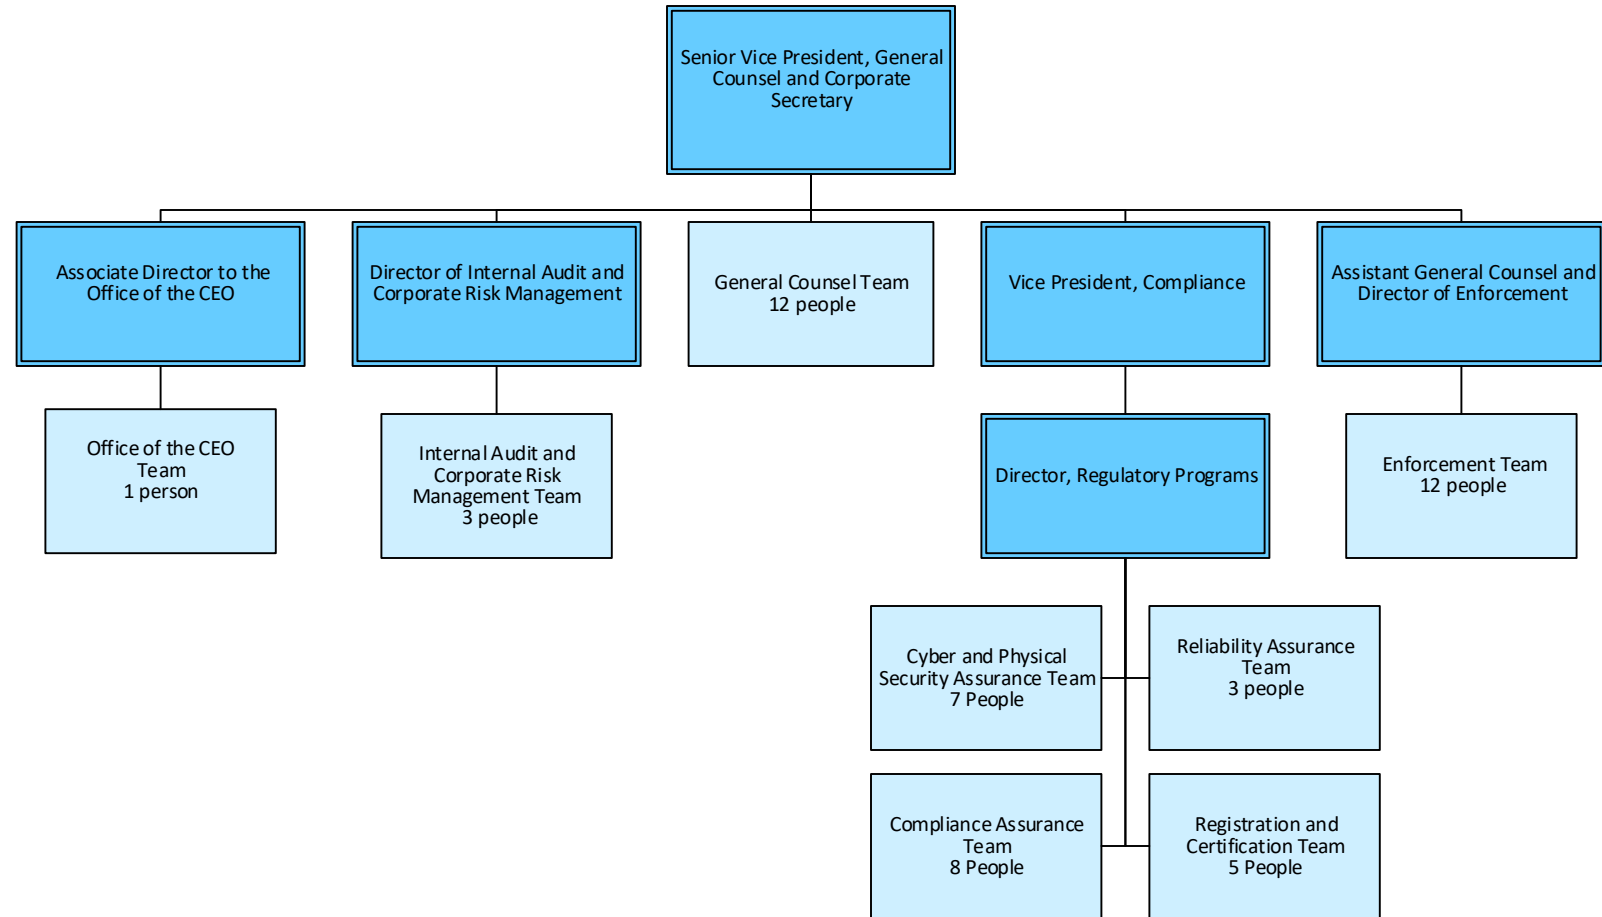 Senior Vice President, General
Counsel and Corporate
Secretary
Associate Director to the
Office of the CEO
Director of Internal Audit and
Corporate Risk Management
General Counsel Team
12 people
Vice President, Compliance
Assistant General Counsel and
Director of Enforcement
Office of the CEO
Team
1 person
Internal Audit and
Corporate Risk
Management Team
3 people
Director, Regulatory Programs
Enforcement Team
12 people
Cyber and Physical
Security Assurance Team
7 People
Reliability Assurance
Team
3 people
Compliance Assurance
Team
8 People
Registration and
Certification Team
5 People